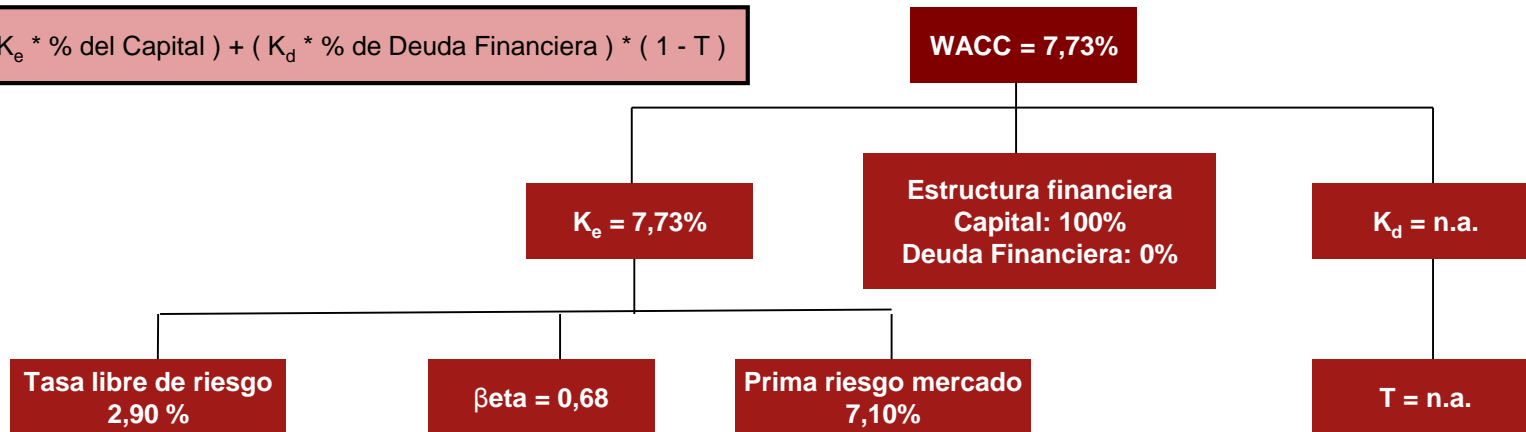 K_e * % del Capital ) + ( K_d * % de Deuda Financiera ) * ( 1 - T )
WACC = 7,73%
K_e = 7,73%
Estructura financiera
Capital: 100%
Deuda Financiera: 0%
K_d = n.a.
Tasa libre de riesgo
2,90 %
βeta = 0,68
Prima riesgo mercado
7,10%
T = n.a.